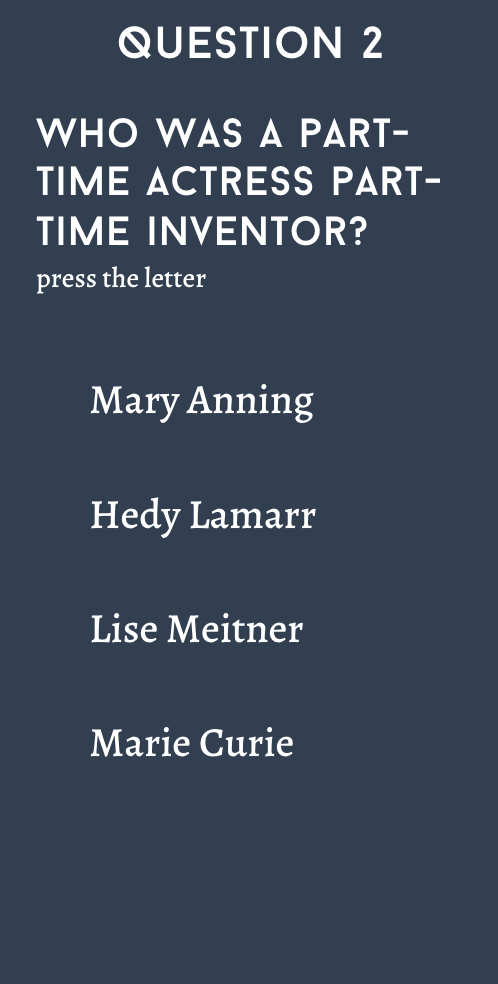 QUESTION 2
WHO WAS A PART-
TIME ACTRESS PART-
TIME INVENTOR?
press the letter
Mary Anning
Hedy Lamarr
Lise Meitner
Marie Curie